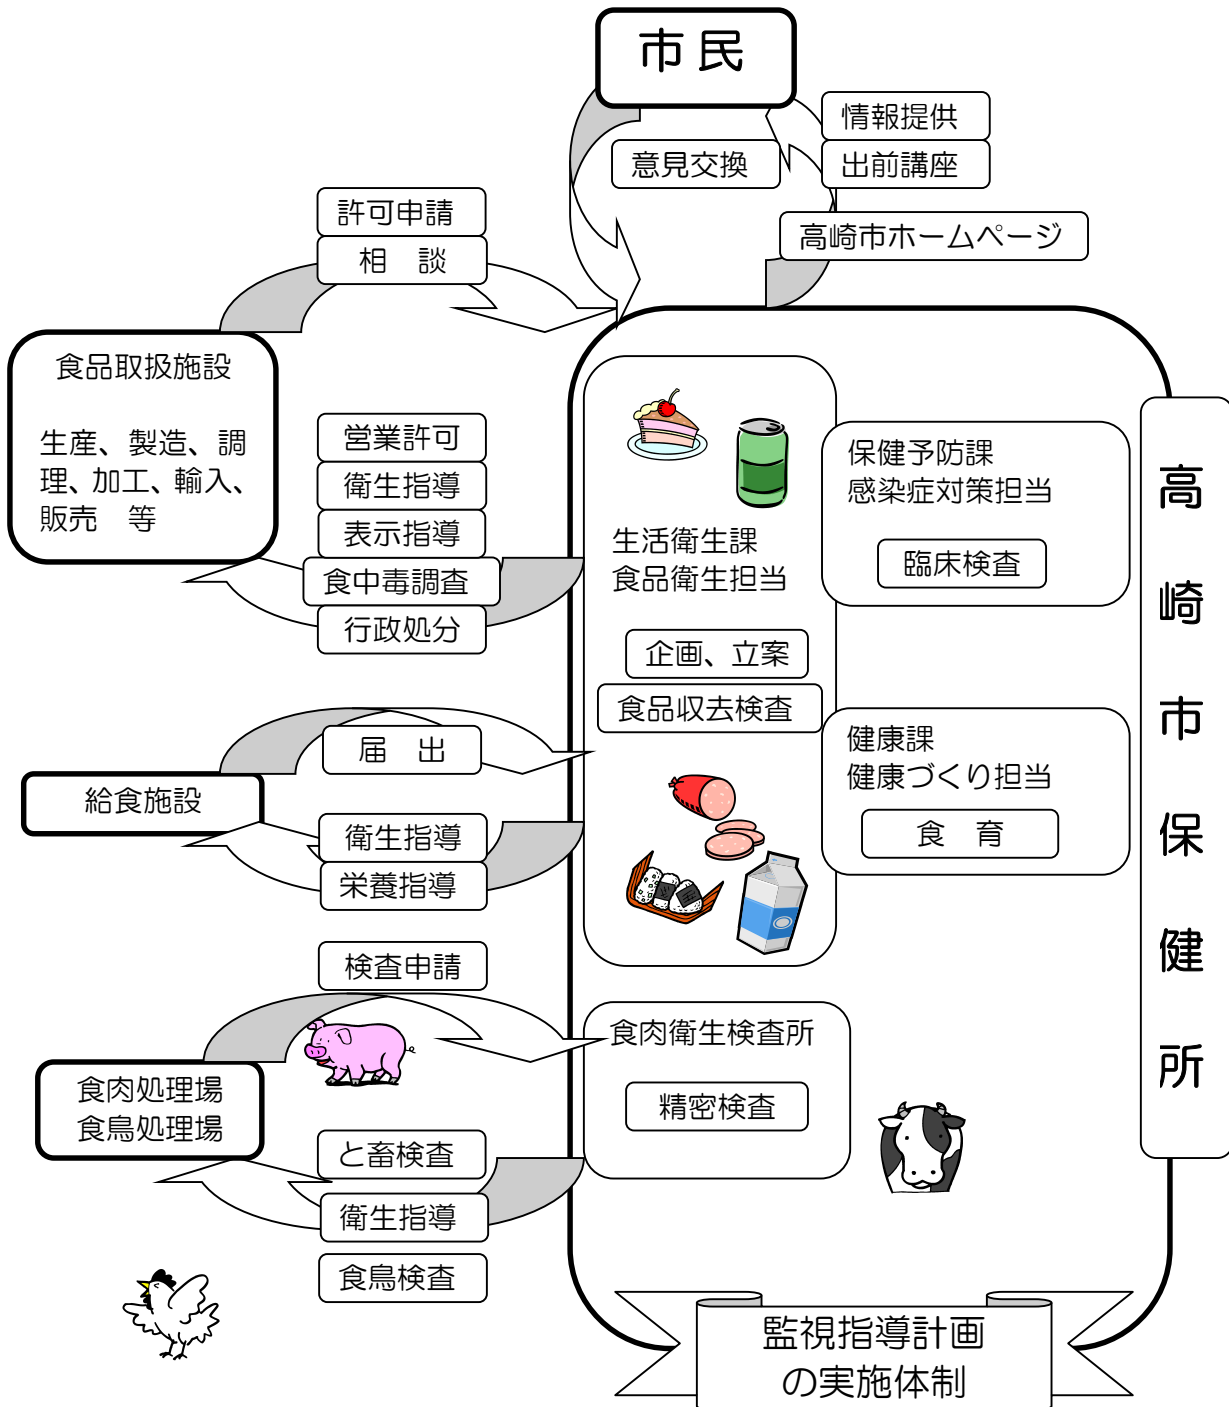 市民
情報提供
意見交換
出前講座
高崎市ホームページ
許可申請
相　談
食品取扱施設
生産、製造、調
理、加工、輸入、
販売　等
営業許可
衛生指導
表示指導
食中毒調査
行政処分
生活衛生課
食品衛生担当
企画、立案
食品収去検査
保健予防課
感染症対策担当
臨床検査
健康課
健康づくり担当
食　育
高崎市保健所
届　出
給食施設
衛生指導
栄養指導
検査申請
食肉処理場
食鳥処理場
食肉衛生検査所
精密検査
と畜検査
衛生指導
食鳥検査
監視指導計画
の実施体制